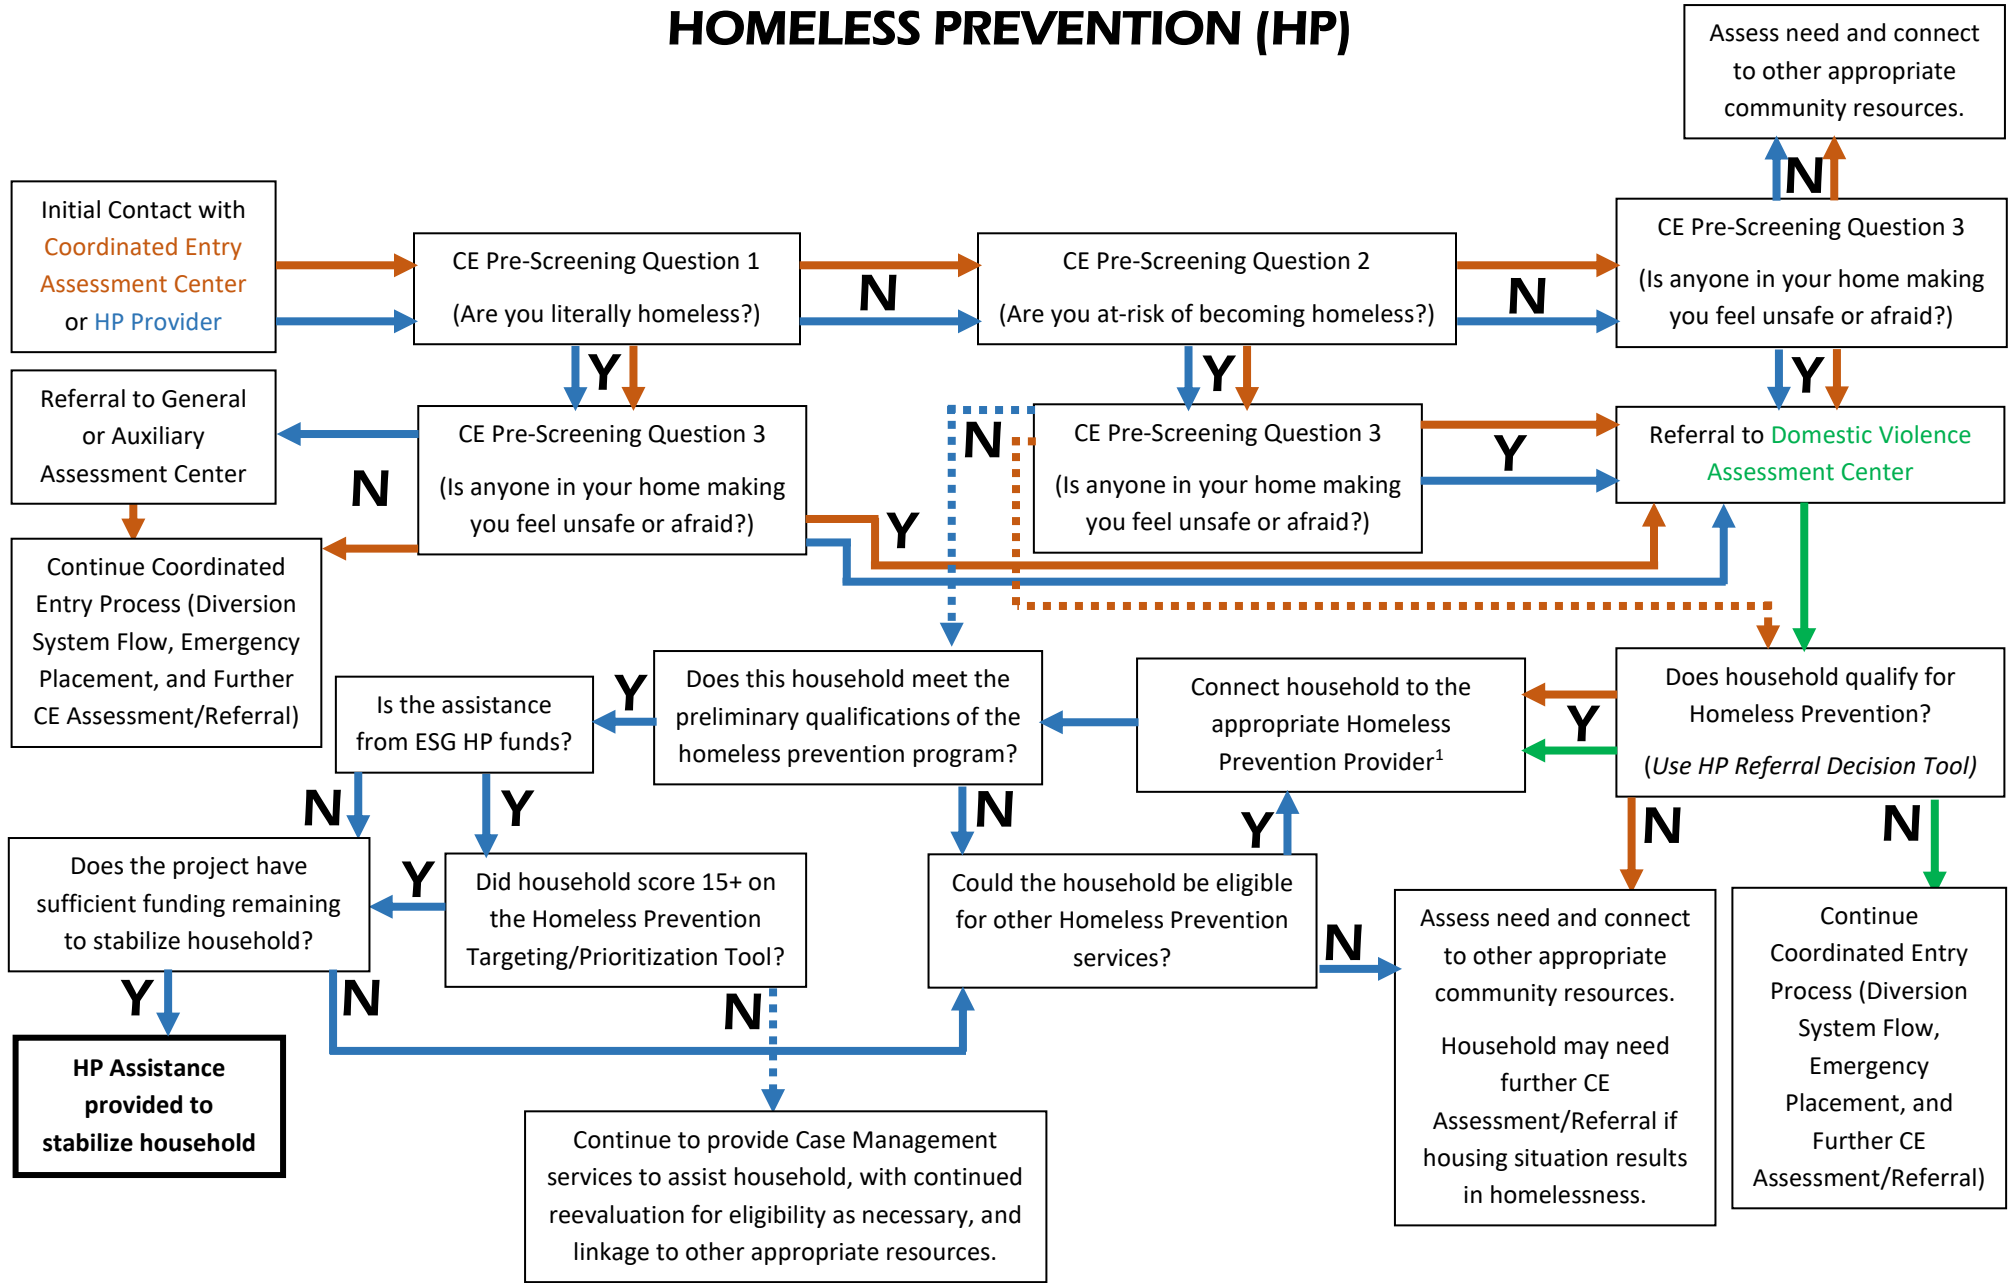 HOMELESS PREVENTION (HP)
Assess need and connect
to other appropriate
community resources.
N
Initial Contact with
Coordinated Entry
Assessment Center
or HP Provider
CE Pre-Screening Question 1
(Are you literally homeless?)
N
CE Pre-Screening Question 2
(Are you at-risk of becoming homeless?)
N
CE Pre-Screening Question 3
(Is anyone in your home making
you feel unsafe or afraid?)
Y
Y
Y
Referral to General
or Auxiliary
Assessment Center
N
CE Pre-Screening Question 3
(Is anyone in your home making
you feel unsafe or afraid?)
Y
N
CE Pre-Screening Question 3
(Is anyone in your home making
you feel unsafe or afraid?)
Y
Referral to Domestic Violence
Assessment Center
Continue Coordinated
Entry Process (Diversion
System Flow, Emergency
Placement, and Further
CE Assessment/Referral)
Is the assistance
from ESG HP funds?
Y
Does this household meet the
preliminary qualifications of the
homeless prevention program?
Connect household to the
appropriate Homeless
Prevention Provider1
Y
Does household qualify for
Homeless Prevention?
(Use HP Referral Decision Tool)
N
Y
N
Y
N
N
Does the project have
sufficient funding remaining
to stabilize household?
Y
Did household score 15+ on
the Homeless Prevention
Targeting/Prioritization Tool?
Could the household be eligible
for other Homeless Prevention
services?
N
Assess need and connect
to other appropriate
community resources.
Household may need
further CE
Assessment/Referral if
housing situation results
in homelessness.
Continue
Coordinated Entry
Process (Diversion
System Flow,
Emergency
Placement, and
Further CE
Assessment/Referral)
Y
N
N
HP Assistance
provided to
stabilize household
Continue to provide Case Management
services to assist household, with continued
reevaluation for eligibility as necessary, and
linkage to other appropriate resources.